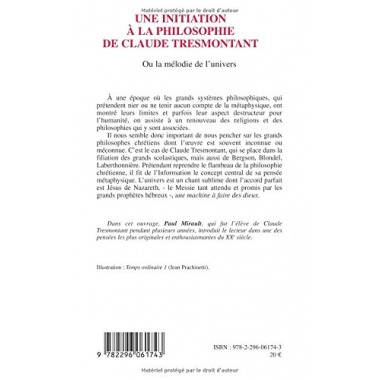 Matériel protégé par le droit d'auteur
UNE INITIATION
À LA PHILOSOPHIE
DE CLAUDE TRESMONTANT
Ou la mélodie de l'univers
À une époque où les grands systèmes philosophiques, qui
prétendent nier ou ne tenir aucun compte de la métaphysique, ont
montré leurs limites et parfois leur aspect destructeur pour
l'humanité, on assiste à un renouveau des religions et des
philosophies qui y sont associées.
Il nous semble donc important de nous pencher sur les grands
philosophes chrétiens dont l'œuvre est souvent inconnue ou
méconnue. C'est le cas de Claude Tresmontant, qui se place dans la
filiation des grands scolastiques, mais aussi de Bergson, Blondel,
Laberthonnière. Prétendant reprendre le flambeau de la philosophie
chrétienne, il fit de l'Information le concept central de sa pensée
métaphysique. L'univers est un chant sublime dont l'accord parfait
est Jésus de Nazareth, - le Messie tant attendu et promis par les
grands prophètes hébreux -, une machine à faire des dieux.
Dans cet ouvrage, Paul Mirault, qui fut l'élève de Claude
Tresmontant pendant plusieurs années, introduit le lecteur dans une des
pensées les plus originales et enthousiasmantes du XXe siècle.
Illustration : Temps ordinaire 1 (Jean Prachinetti).
ISBN : 978-2-296-06174-3
20 €
9 782296 061743
Matériel protégé par le droit d'auteur